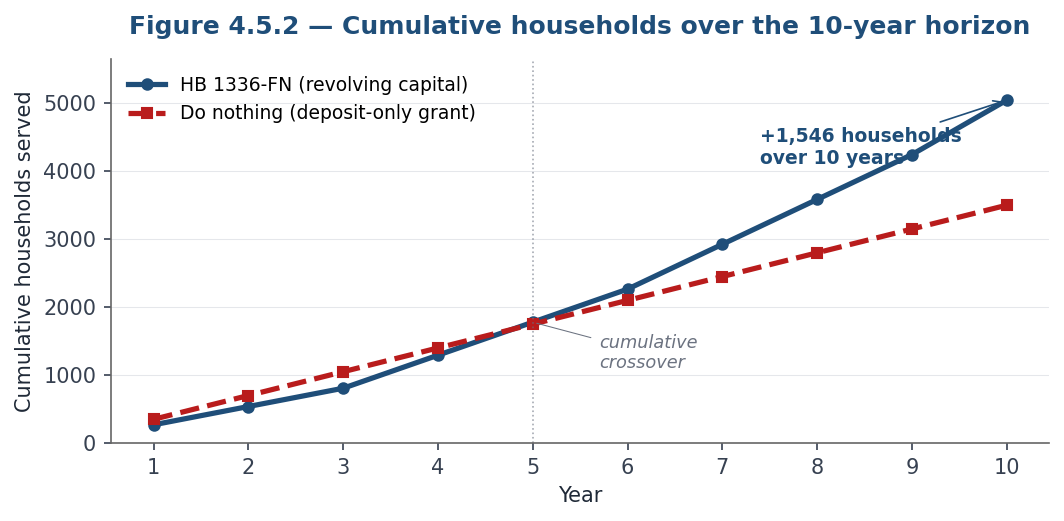 Figure 4.5.2 — Cumulative households over the 10-year horizon
HB 1336-FN (revolving capital)
Do nothing (deposit-only grant)
Cumulative households served
5000
4000
3000
2000
1000
0
+1,546 households
over 10 years
cumulative
crossover
1 2 3 4 5 6 7 8 9 10
Year